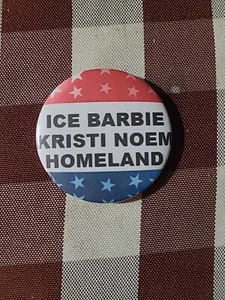 ICE BARBIE
KRISTI NOEM
HOMELAND